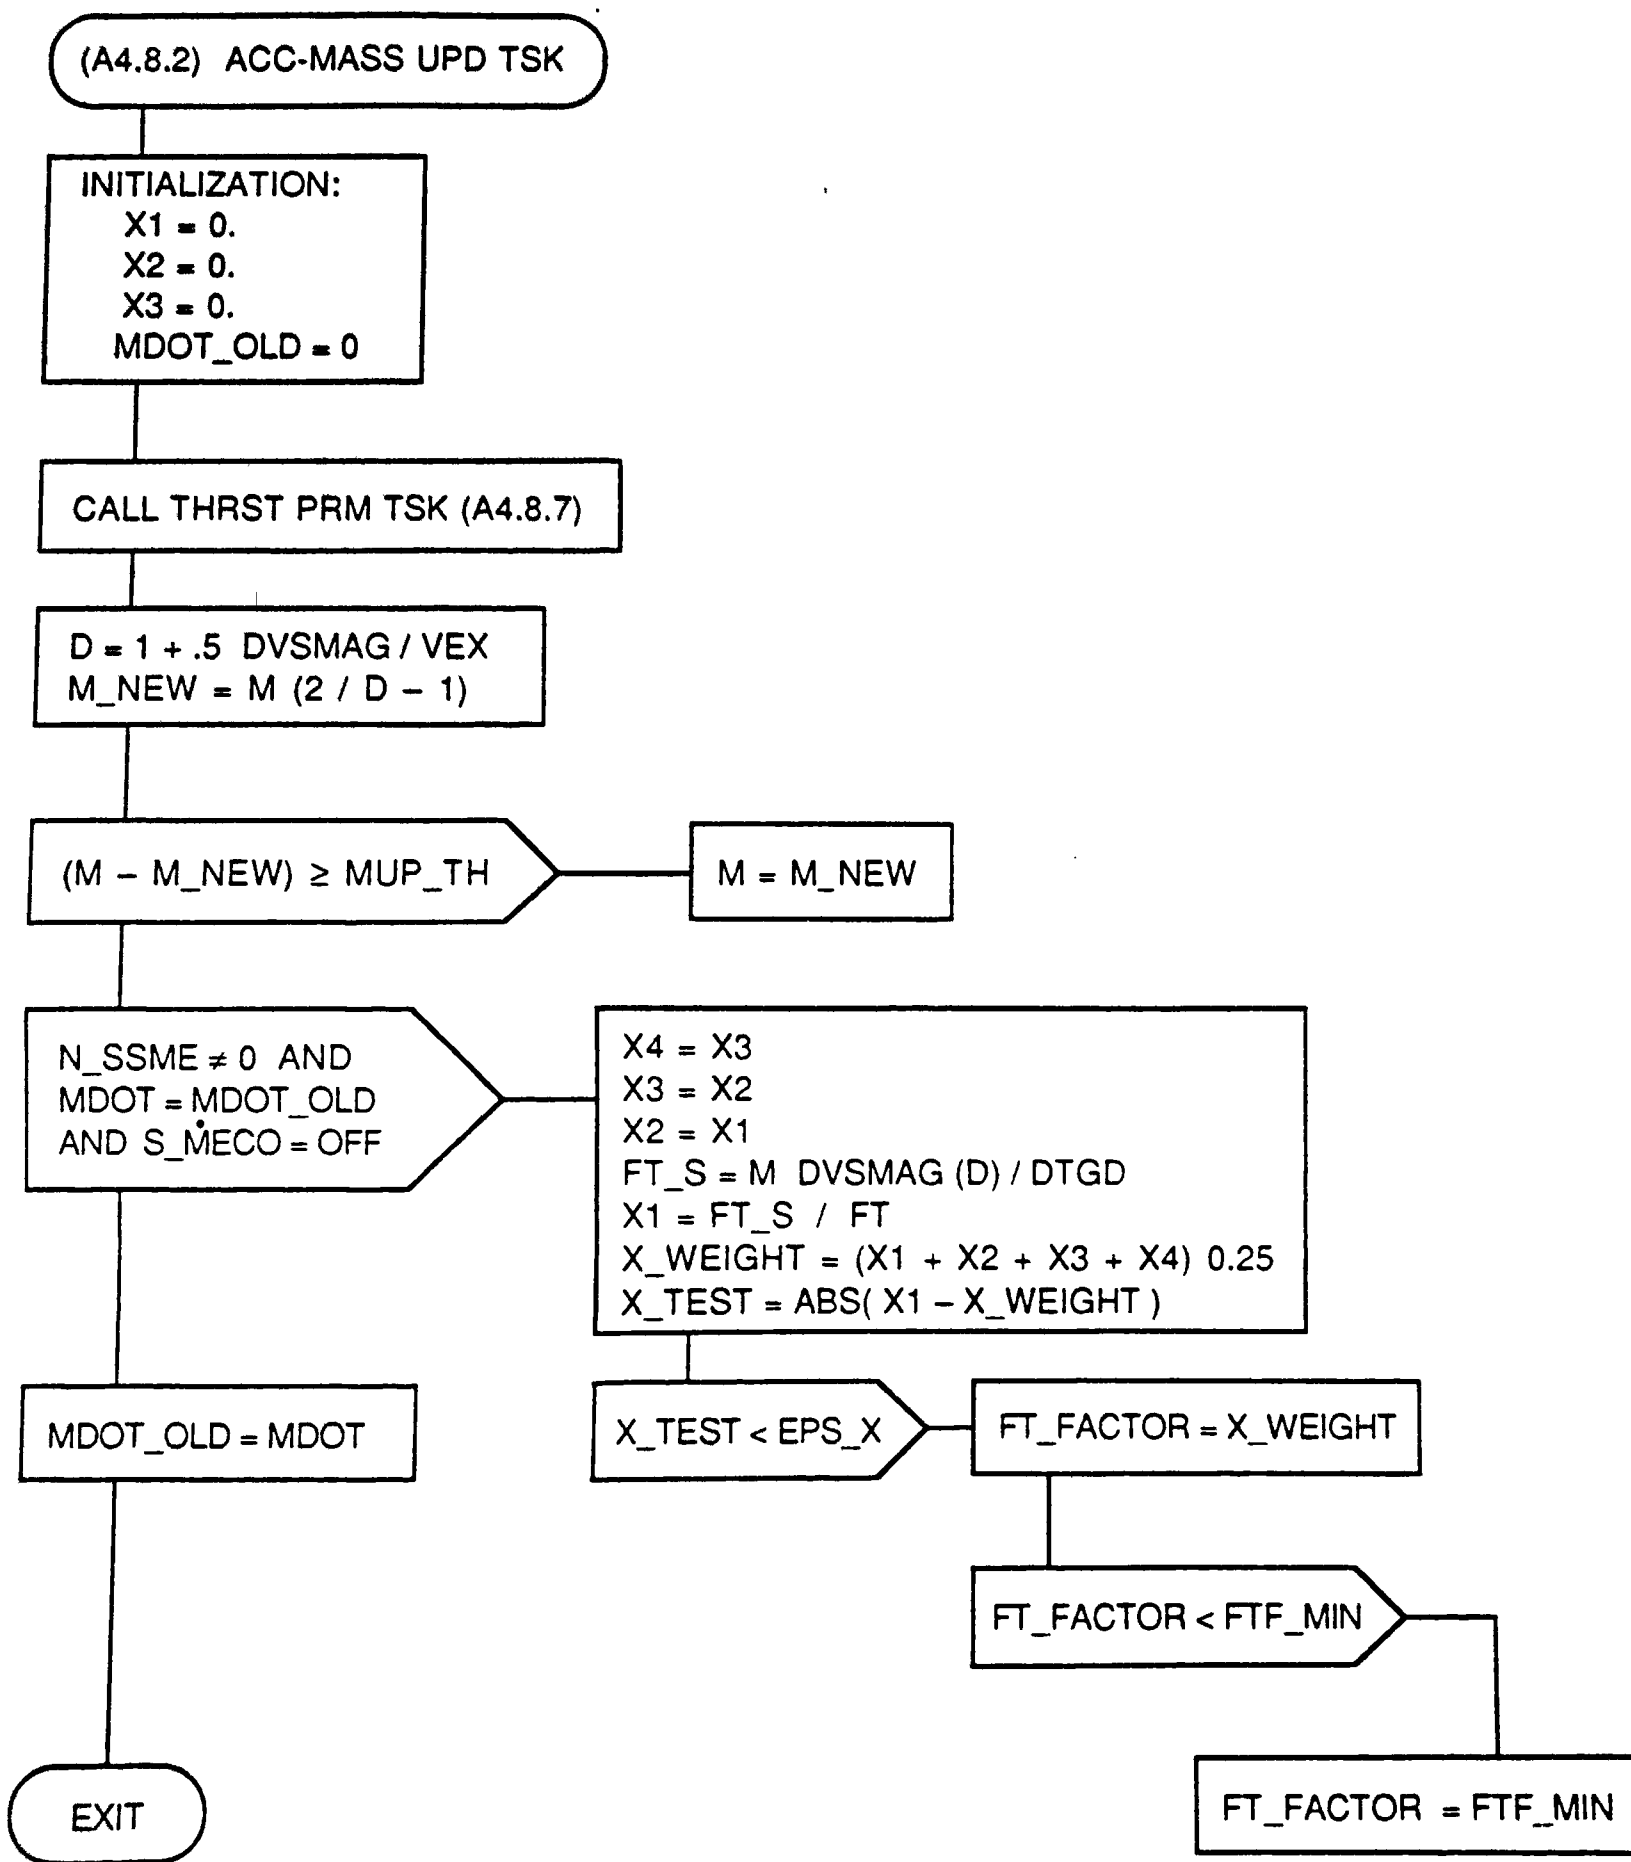 (A4.8.2) ACC-MASS UPD TSK
INITIALIZATION:
X1 = 0.
X2 = 0.
X3 = 0.
MDOT_OLD = 0
CALL THRST PRM TSK (A4.8.7)
D = 1 + .5 DVSMAG / VEX
M_NEW = M (2 / D – 1)
(M – M_NEW) ≥ MUP_TH
M = M_NEW
N_SSME ≠ 0 AND
MDOT = MDOT_OLD
AND S_MECO = OFF
X4 = X3
X3 = X2
X2 = X1
FT_S = M DVSMAG (D) / DTGD
X1 = FT_S / FT
X_WEIGHT = (X1 + X2 + X3 + X4) 0.25
X_TEST = ABS( X1 – X_WEIGHT )
MDOT_OLD = MDOT
X_TEST < EPS_X
FT_FACTOR = X_WEIGHT
FT_FACTOR < FTF_MIN
FT_FACTOR = FTF_MIN
EXIT